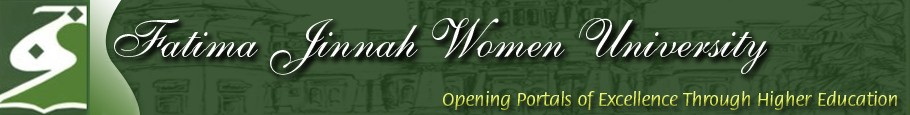 Fatima Jinnah Women University
Opening Portals of Excellence Through Higher Education